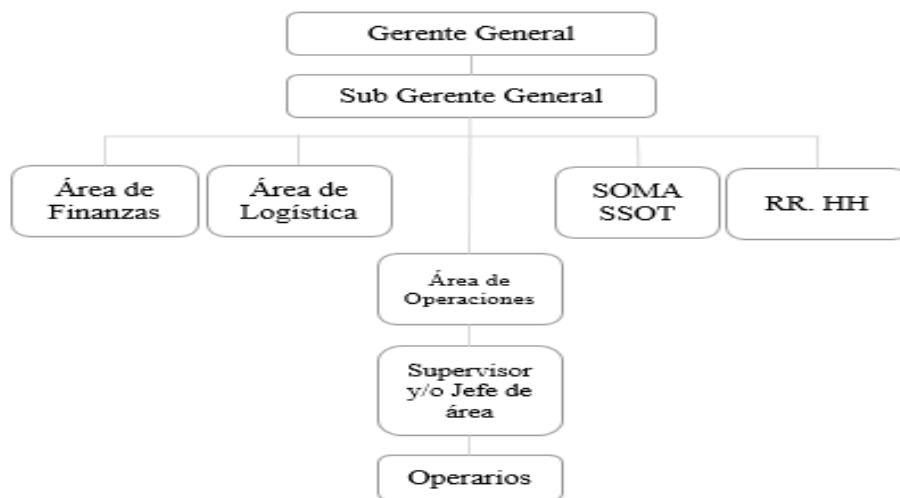 Gerente General
Sub Gerente General
Área de
Finanzas
Área de
Logística
SOMA
SSOT
RR. HH
Área de
Operaciones
Supervisor
y/o Jefe de
área
Operarios